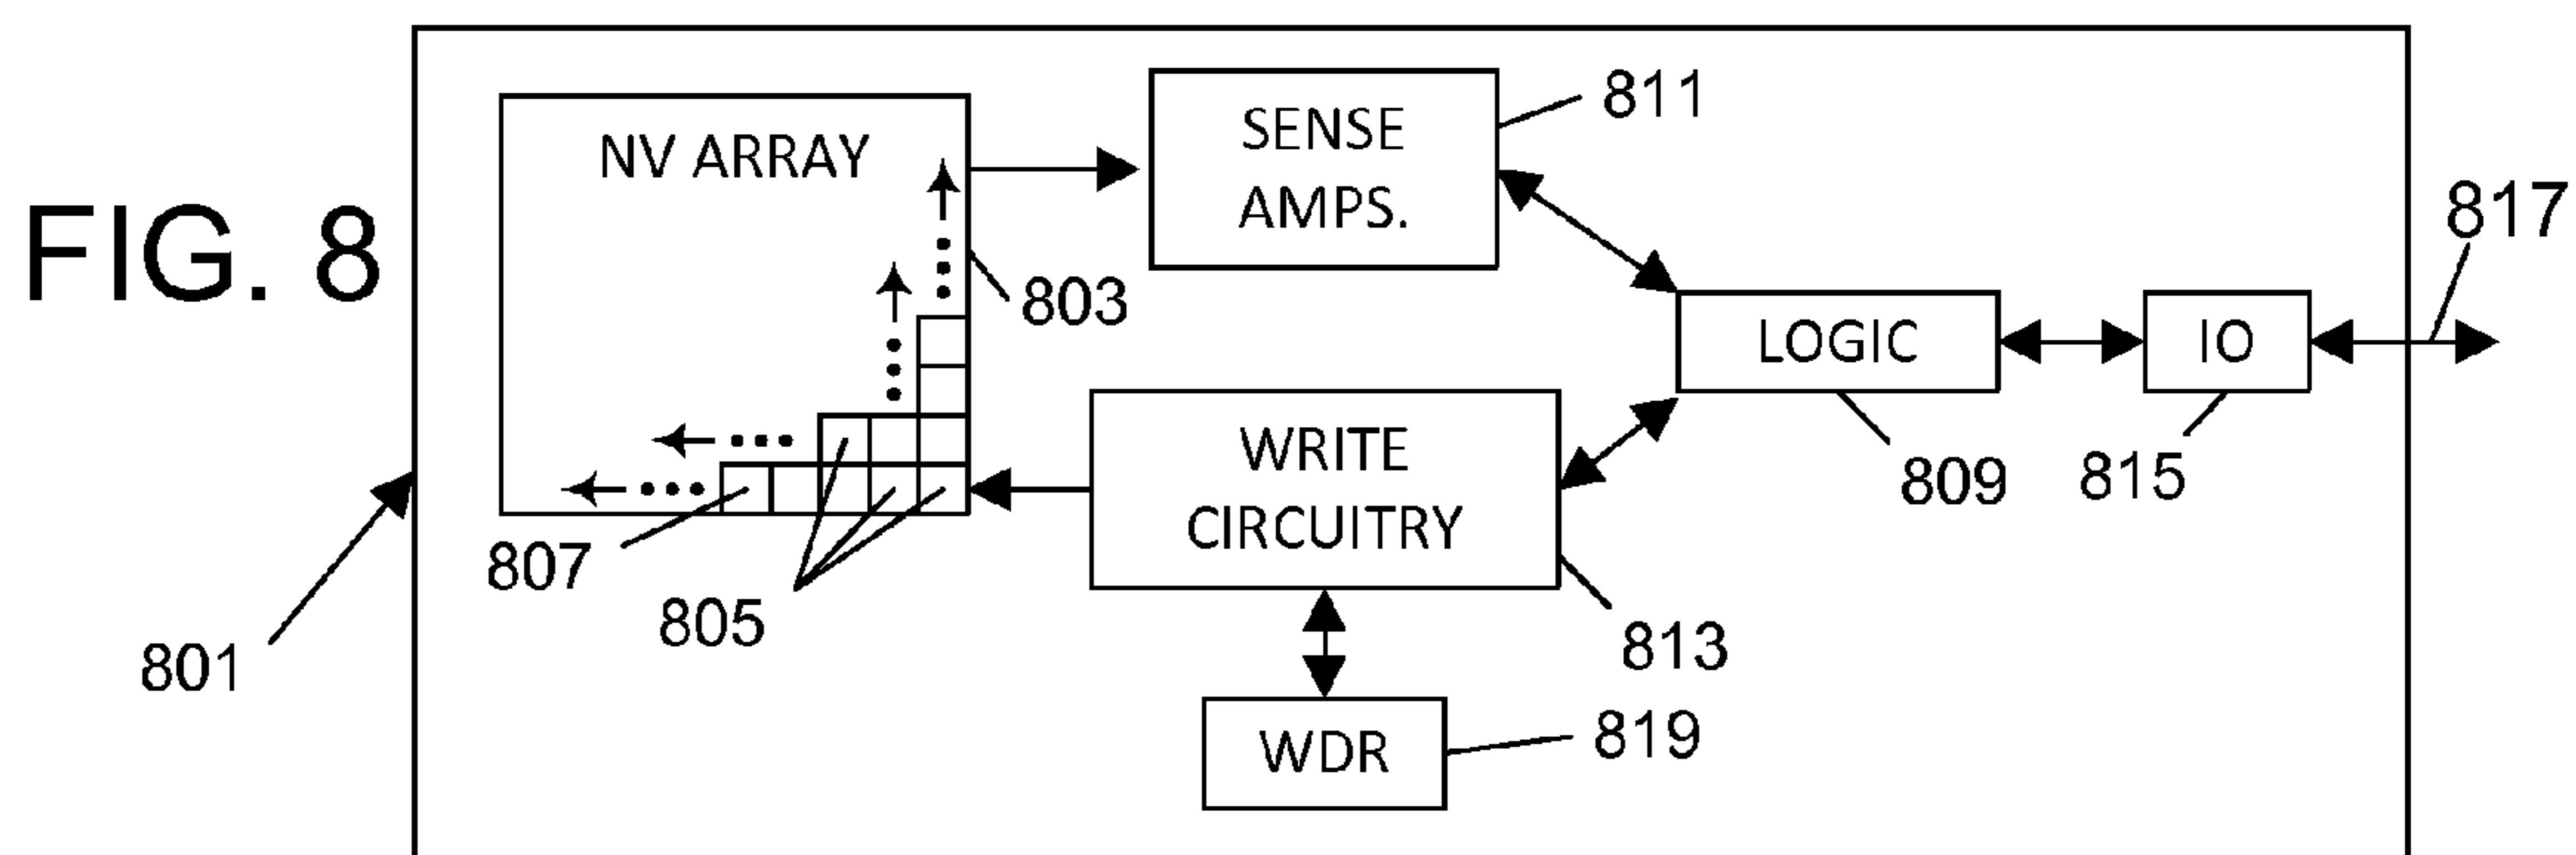 FIG. 8
NV ARRAY
SENSE
AMPS.
811
817
803
LOGIC
IO
WRITE
CIRCUITRY
809
815
807
805
801
813
WDR
819